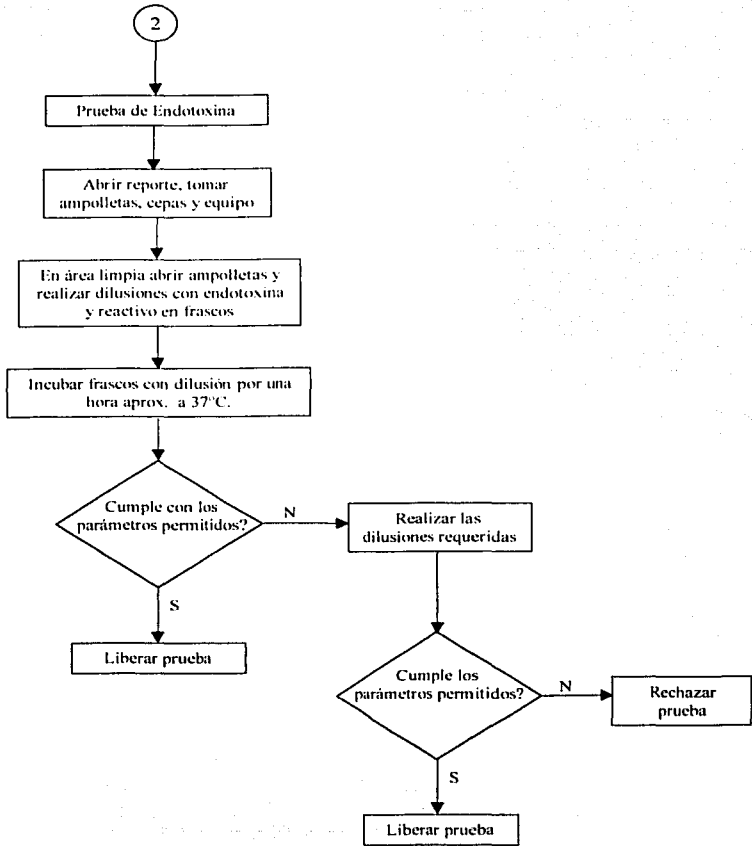 2
Prueba de Endotoxina
Abrir reporte, tomar
ampolletas, cepas y equipo
En área limpia abrir ampolletas y
realizar dilusiones con endotoxina
y reactivo en frascos
Incubar frascos con dilusión por una
hora aprox. a 37°C.
Cumple con los
parámetros permitidos?
N
Realizar las
dilusiones requeridas
S
Liberar prueba
Cumple los
parámetros permitidos?
N
Rechazar
prueba
S
Liberar prueba